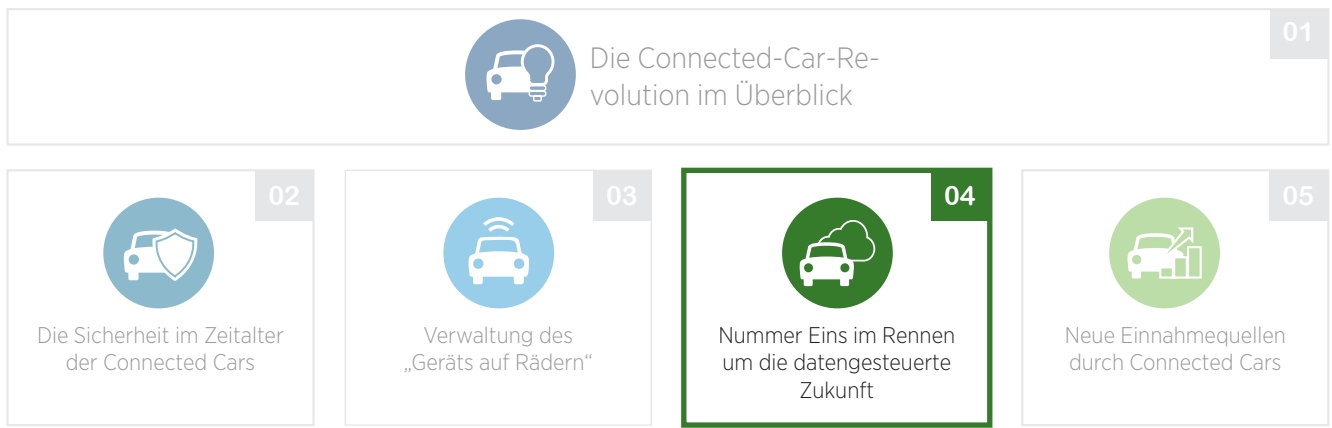 01
Die Connected-Car-Re-
volution im Überblick
02
Die Sicherheit im Zeitalter
der Connected Cars
03
Verwaltung des
„Geräts auf Rädern“
04
Nummer Eins im Rennen
um die datengesteuerte
Zukunft
05
Neue Einnahmequellen
durch Connected Cars